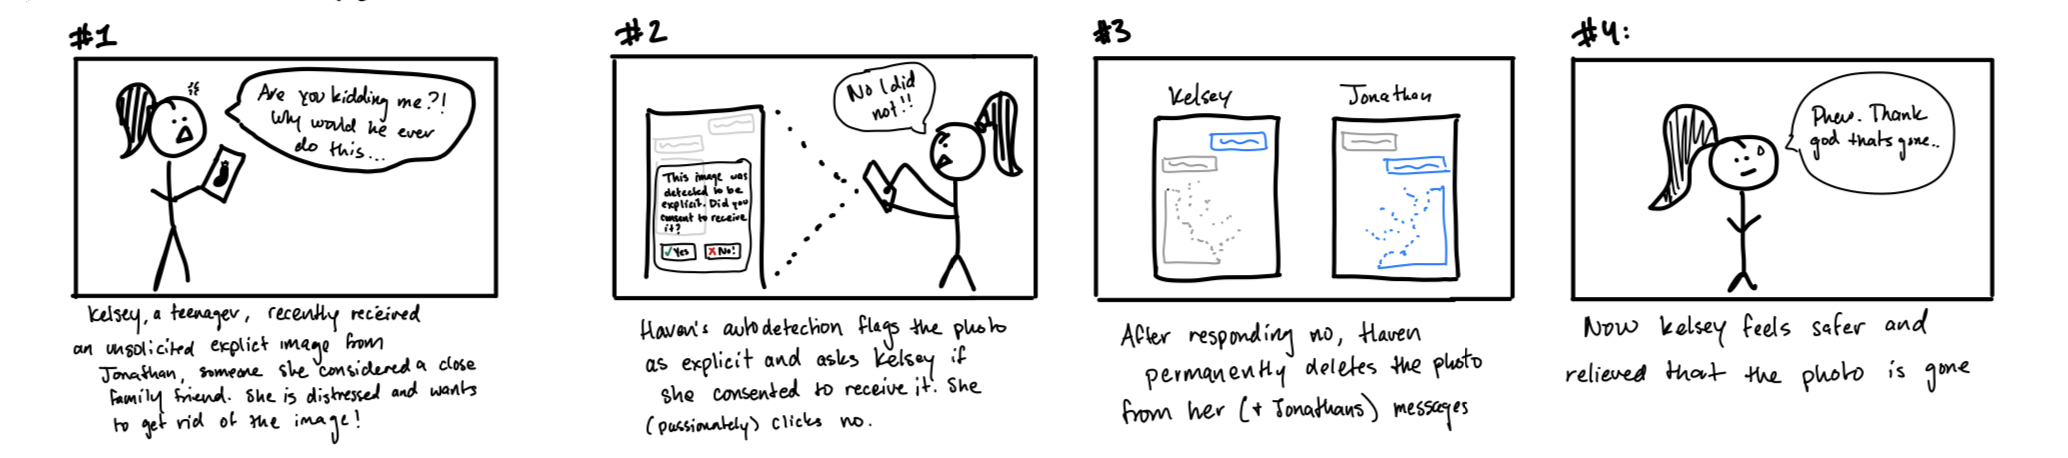 #1
Are you kidding me?!
Why would he ever
do this...
Kelsey, a teenager, recently received
an unsolicited explict image from
Jonathan, someone she considered a close
family friend. She is distressed and wants
to get rid of the image!
#2
No I did
not!!
This image was
detected to be
explicit. Did you
consent to receive
it?
✓Yes
XNo!
Haven's autodetection flags the photo
as explicit and asks Kelsey if
she consented to receive it. She
(passionately) clicks no.
#3
Kelsey
Jonathan
After responding no, Haven
permanently deletes the photo
from her (+ Jonathans) messages
#4:
Phew. Thank
god thats gone..
Now Kelsey feels safer and
relieved that the photo is gone